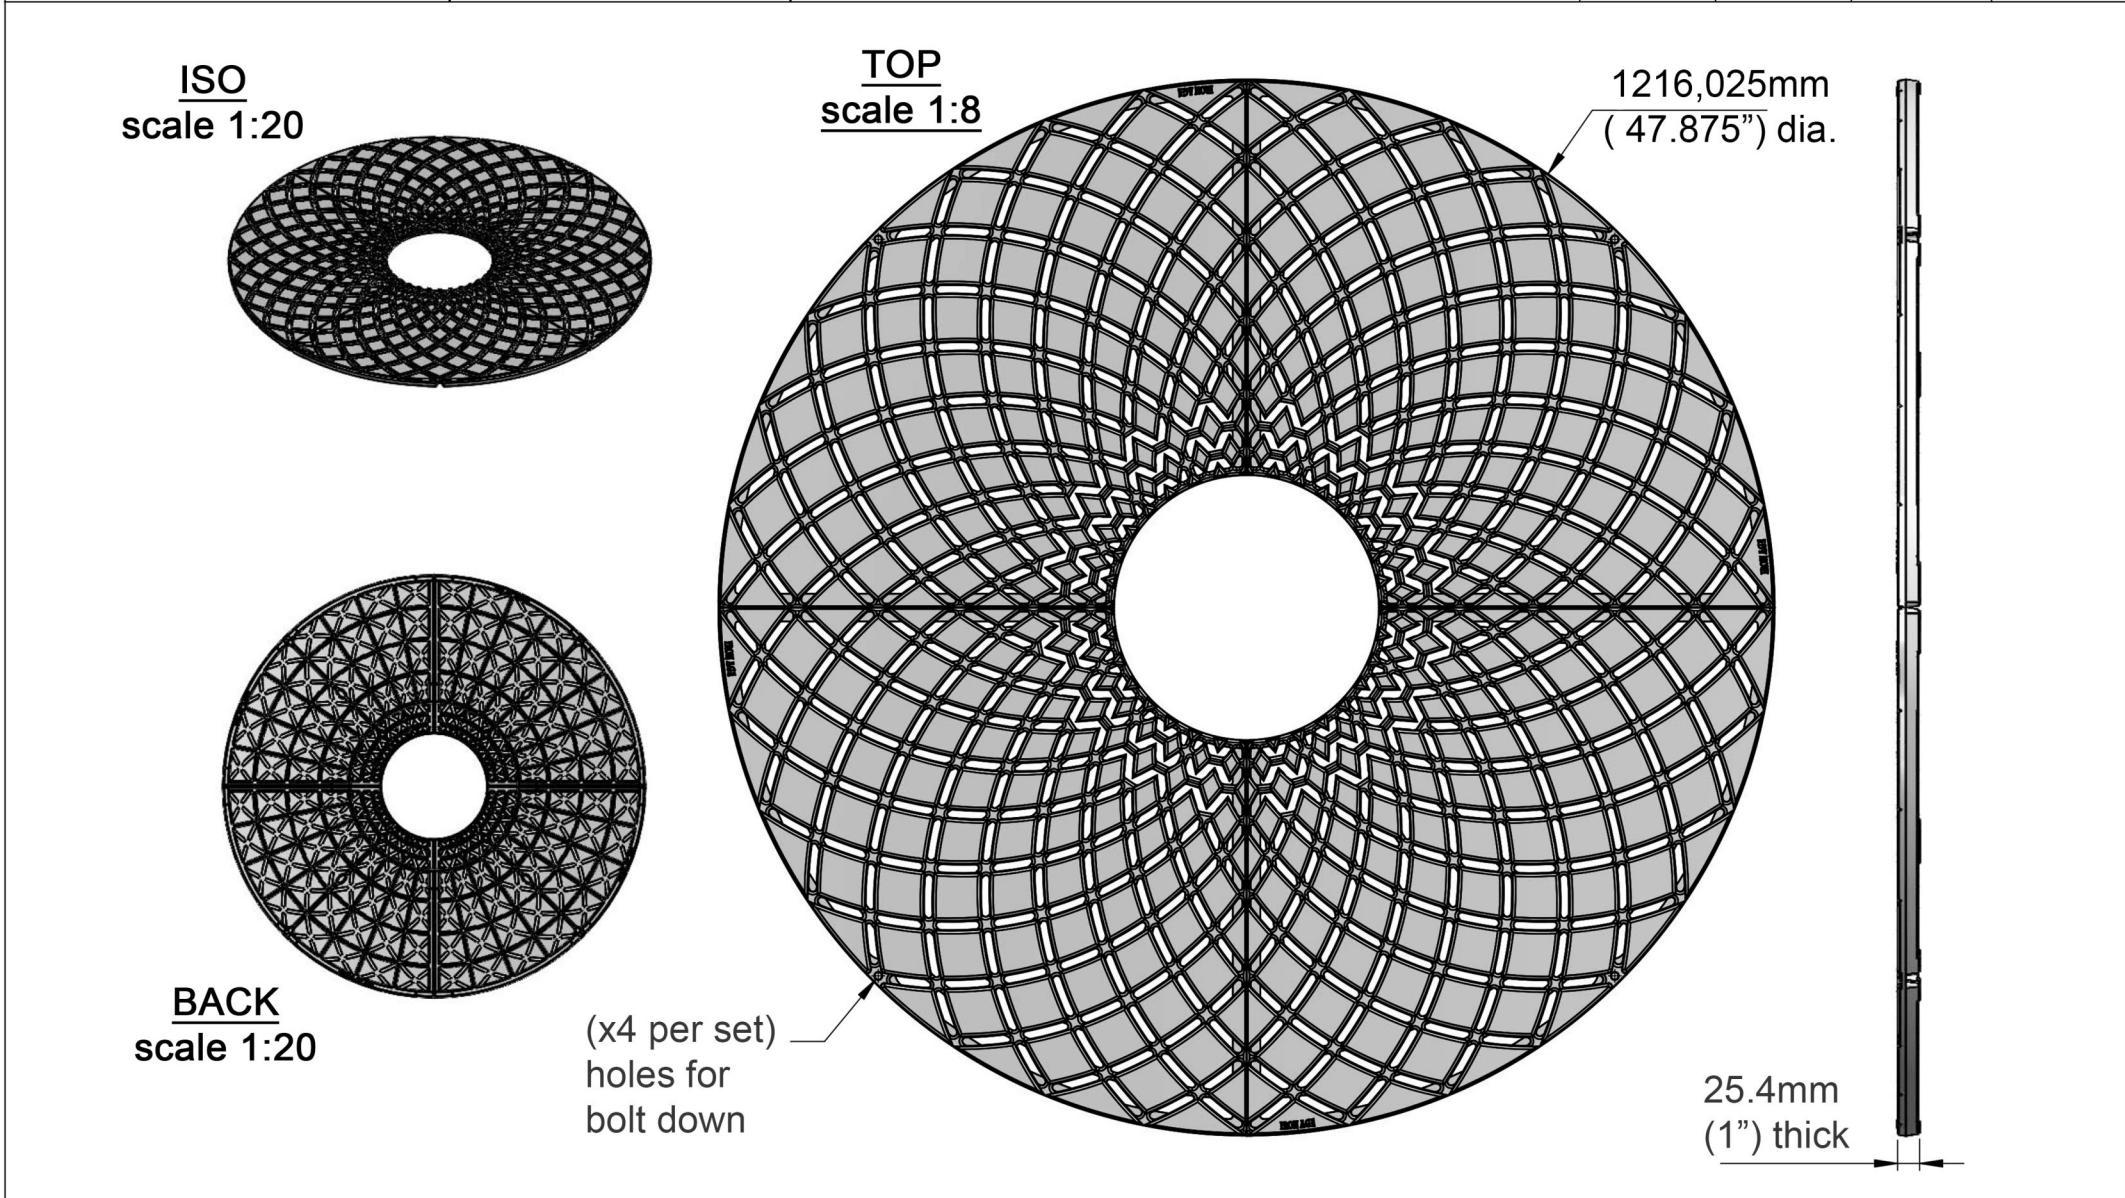 ISO
scale 1:20
TOP
scale 1:8
1216,025mm
( 47.875”) dia.
BACK
scale 1:20
(x4 per set)
holes for
bolt down
25.4mm
(1”) thick